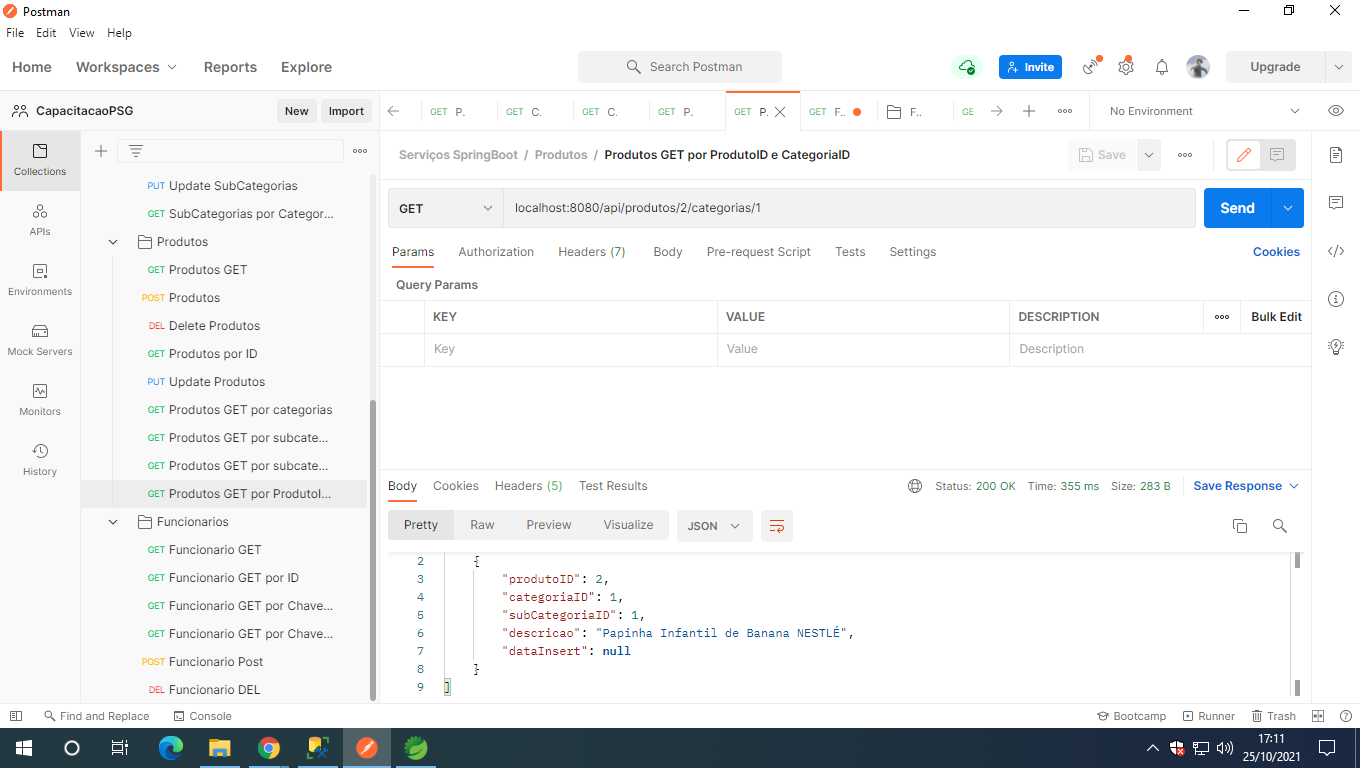 Postman
File Edit View Help
Home Workspaces Reports Explore Search Postman Invite Upgrade
CapacitacaoPSG New Import GET P. GET C. GET C. GET P. GET P. GET F.. F.. GE No Environment
Collections
APIs
Environments
Mock Servers
Monitors
History
PUT Update SubCategorias
GET SubCategorias por Categor...
Produtos
GET Produtos GET
POST Produtos
DEL Delete Produtos
GET Produtos por ID
PUT Update Produtos
GET Produtos GET por categorias
GET Produtos GET por subcate...
GET Produtos GET por subcate...
GET Produtos GET por ProdutoI...
Funcionarios
GET Funcionario GET
GET Funcionario GET por ID
GET Funcionario GET por Chave...
GET Funcionario GET por Chave...
POST Funcionario Post
DEL Funcionario DEL
Serviços SpringBoot / Produtos / Produtos GET por ProdutoID e CategoriaID Save
GET localhost:8080/api/produtos/2/categorias/1 Send
Params Authorization Headers (7) Body Pre-request Script Tests Settings Cookies
Query Params
KEY VALUE DESCRIPTION Bulk Edit
Key Value Description
Body Cookies Headers (5) Test Results Status: 200 OK Time: 355 ms Size: 283 B Save Response
Pretty Raw Preview Visualize JSON
2 {
3 "produtoID": 2,
4 "categoriaID": 1,
5 "subCategoriaID": 1,
6 "descricao": "Papinha Infantil de Banana NESTLÉ",
7 "dataInsert": null
8 }
9 ]
Find and Replace Console Bootcamp Runner Trash
17:11
25/10/2021